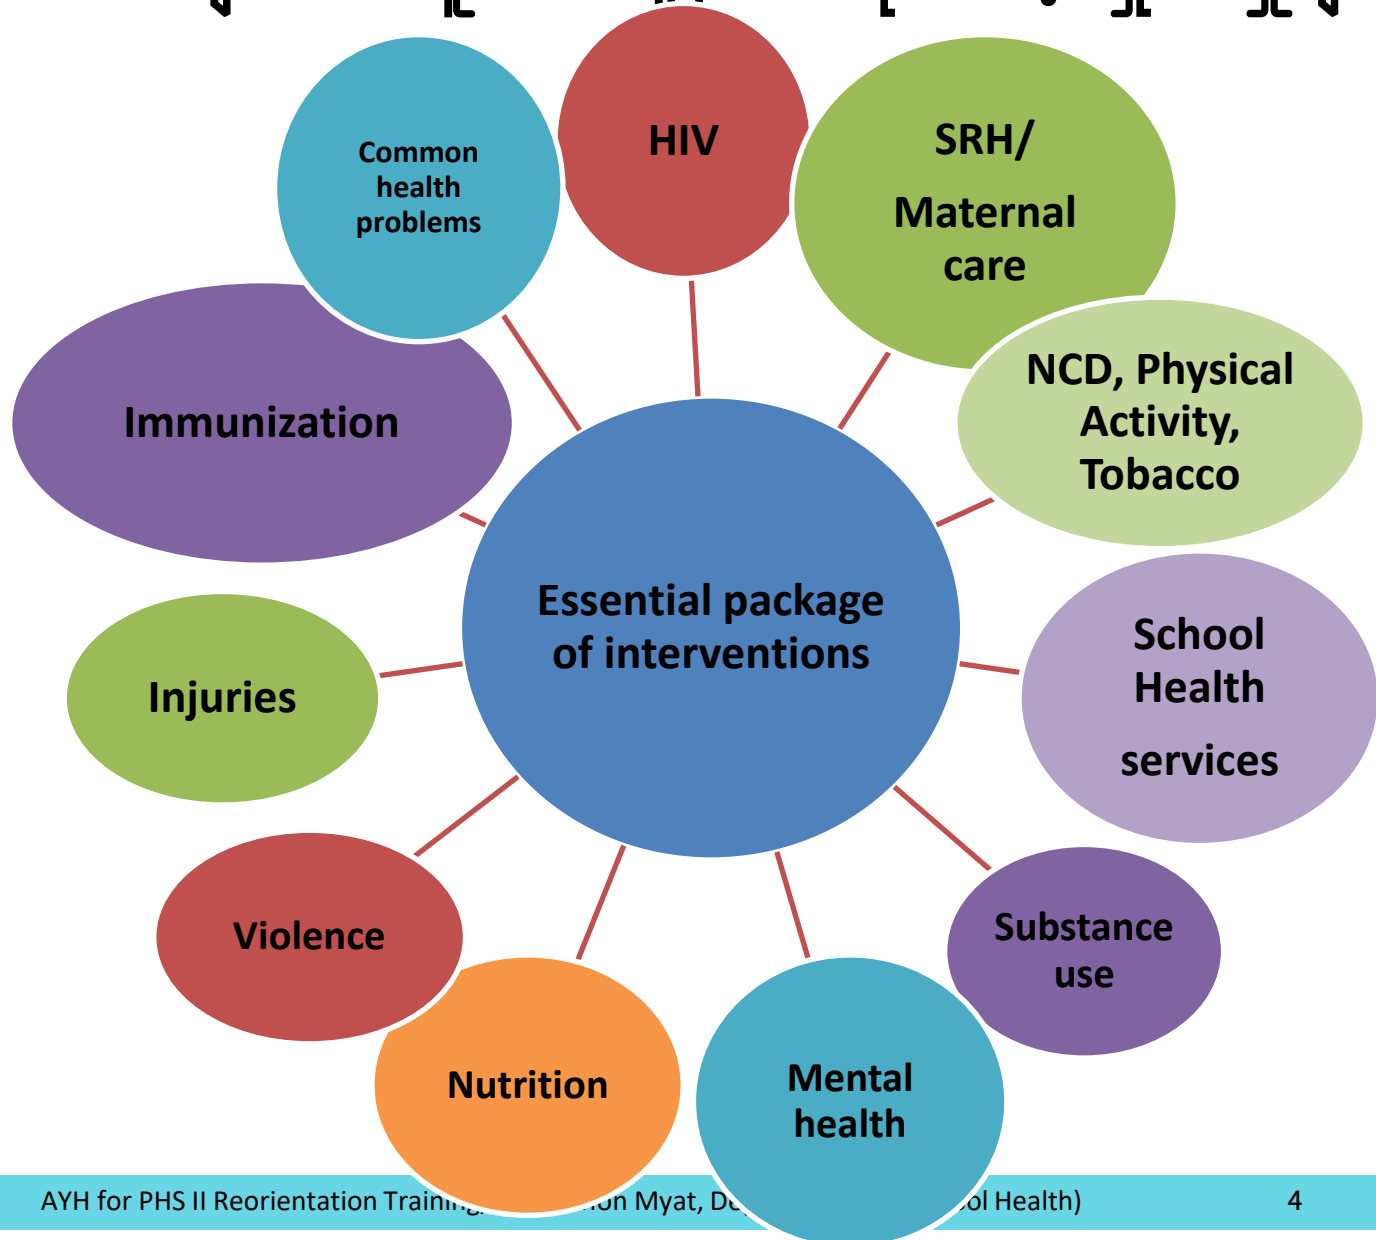 HIV
SRH/
Maternal
care
NCD, Physical
Activity,
Tobacco
School
Health
services
Substance
use
Mental
health
Nutrition
Violence
Injuries
Immunization
Common
health
problems
Essential package
of interventions
AYH for PHS II Reorientation Training, Myat, Health) 4